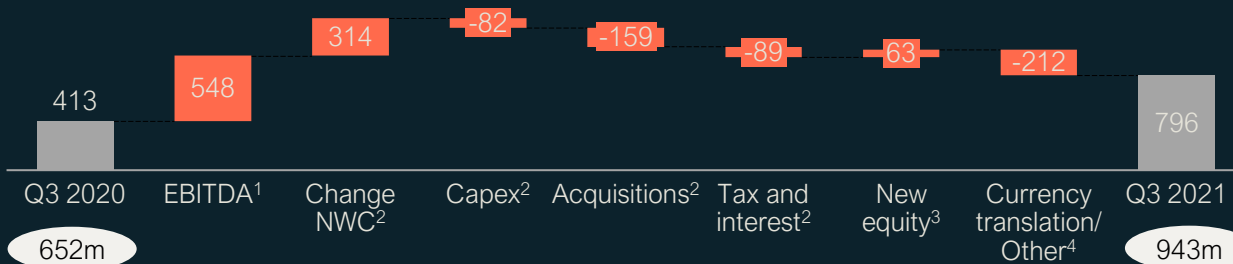 314
-82
-159
-89
63
-212
548
413
796
Q3 2020
EBITDA¹
Change
NWC²
Capex²
Acquisitions²
Tax and
interest²
New
equity³
Currency
translation/
Other⁴
Q3 2021
652m
943m